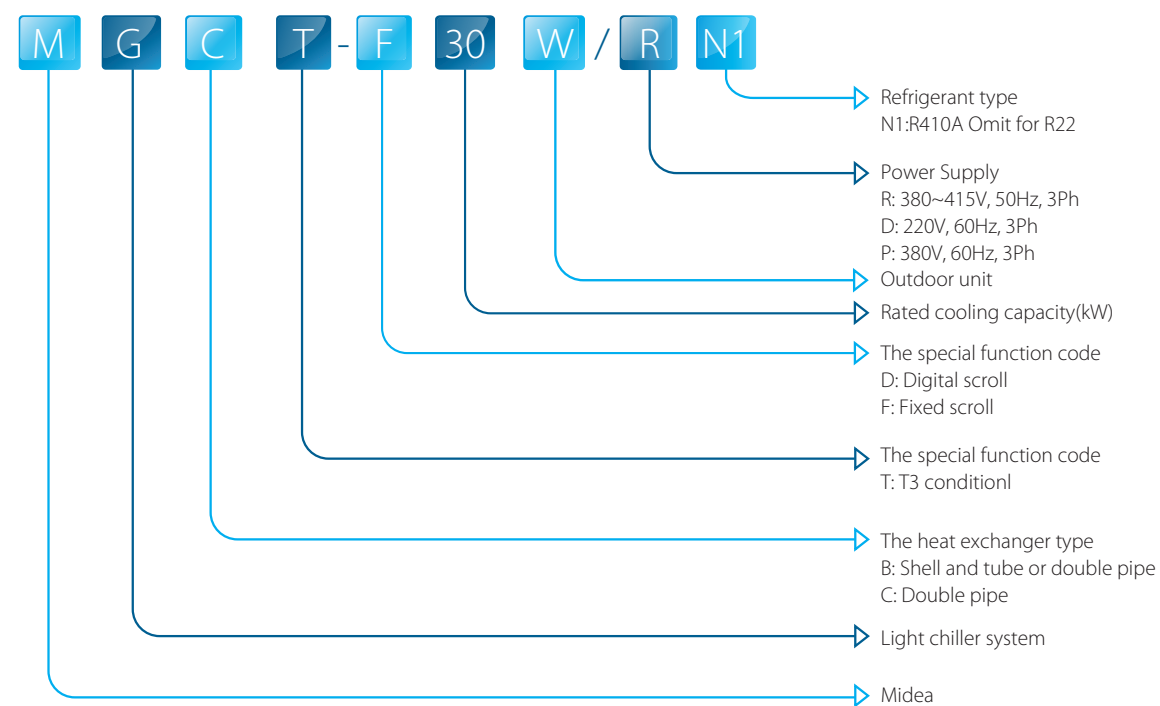 M G C T - F 30 W / R N1
Refrigerant type
N1:R410A Omit for R22
Power Supply
R: 380~415V, 50Hz, 3Ph
D: 220V, 60Hz, 3Ph
P: 380V, 60Hz, 3Ph
Outdoor unit
Rated cooling capacity(kW)
The special function code
D: Digital scroll
F: Fixed scroll
The special function code
T: T3 conditionl
The heat exchanger type
B: Shell and tube or double pipe
C: Double pipe
Light chiller system
Midea